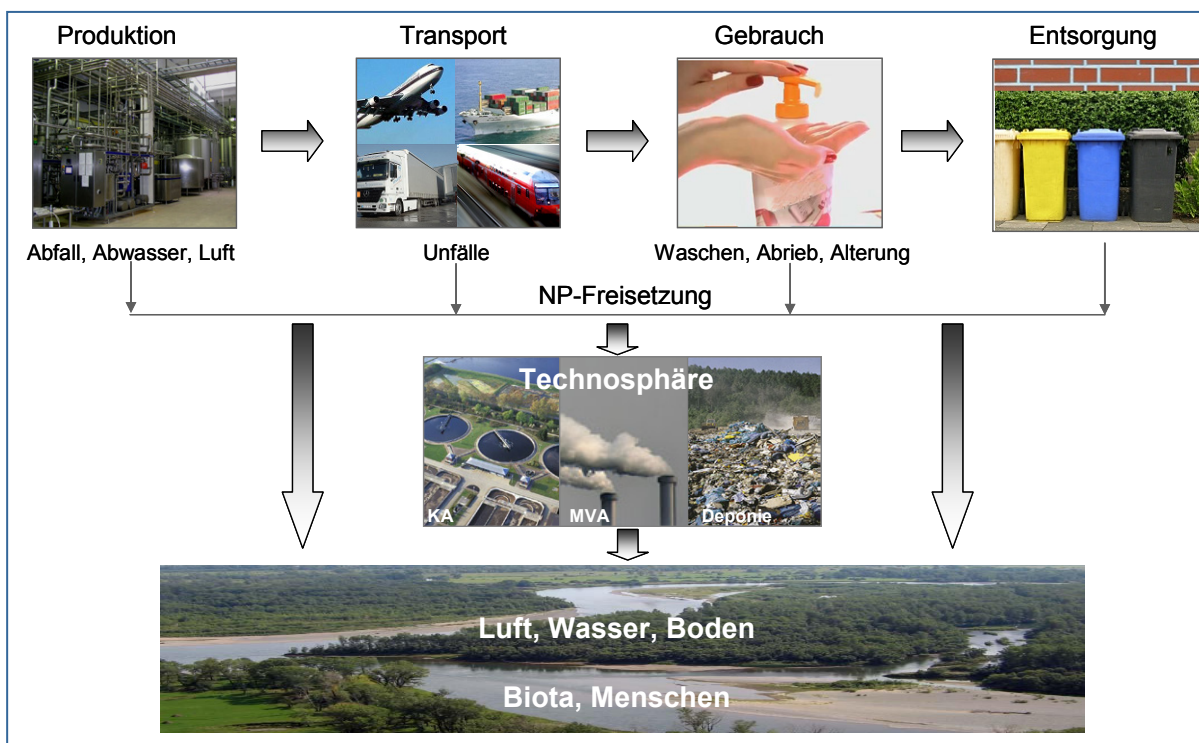 Produktion
Transport
Gebrauch
Entsorgung
Abfall, Abwasser, Luft
Unfälle
Waschen, Abrieb, Alterung
NP-Freisetzung
Technosphäre
KA
MVA
Deponie
Luft, Wasser, Boden
Biota, Menschen